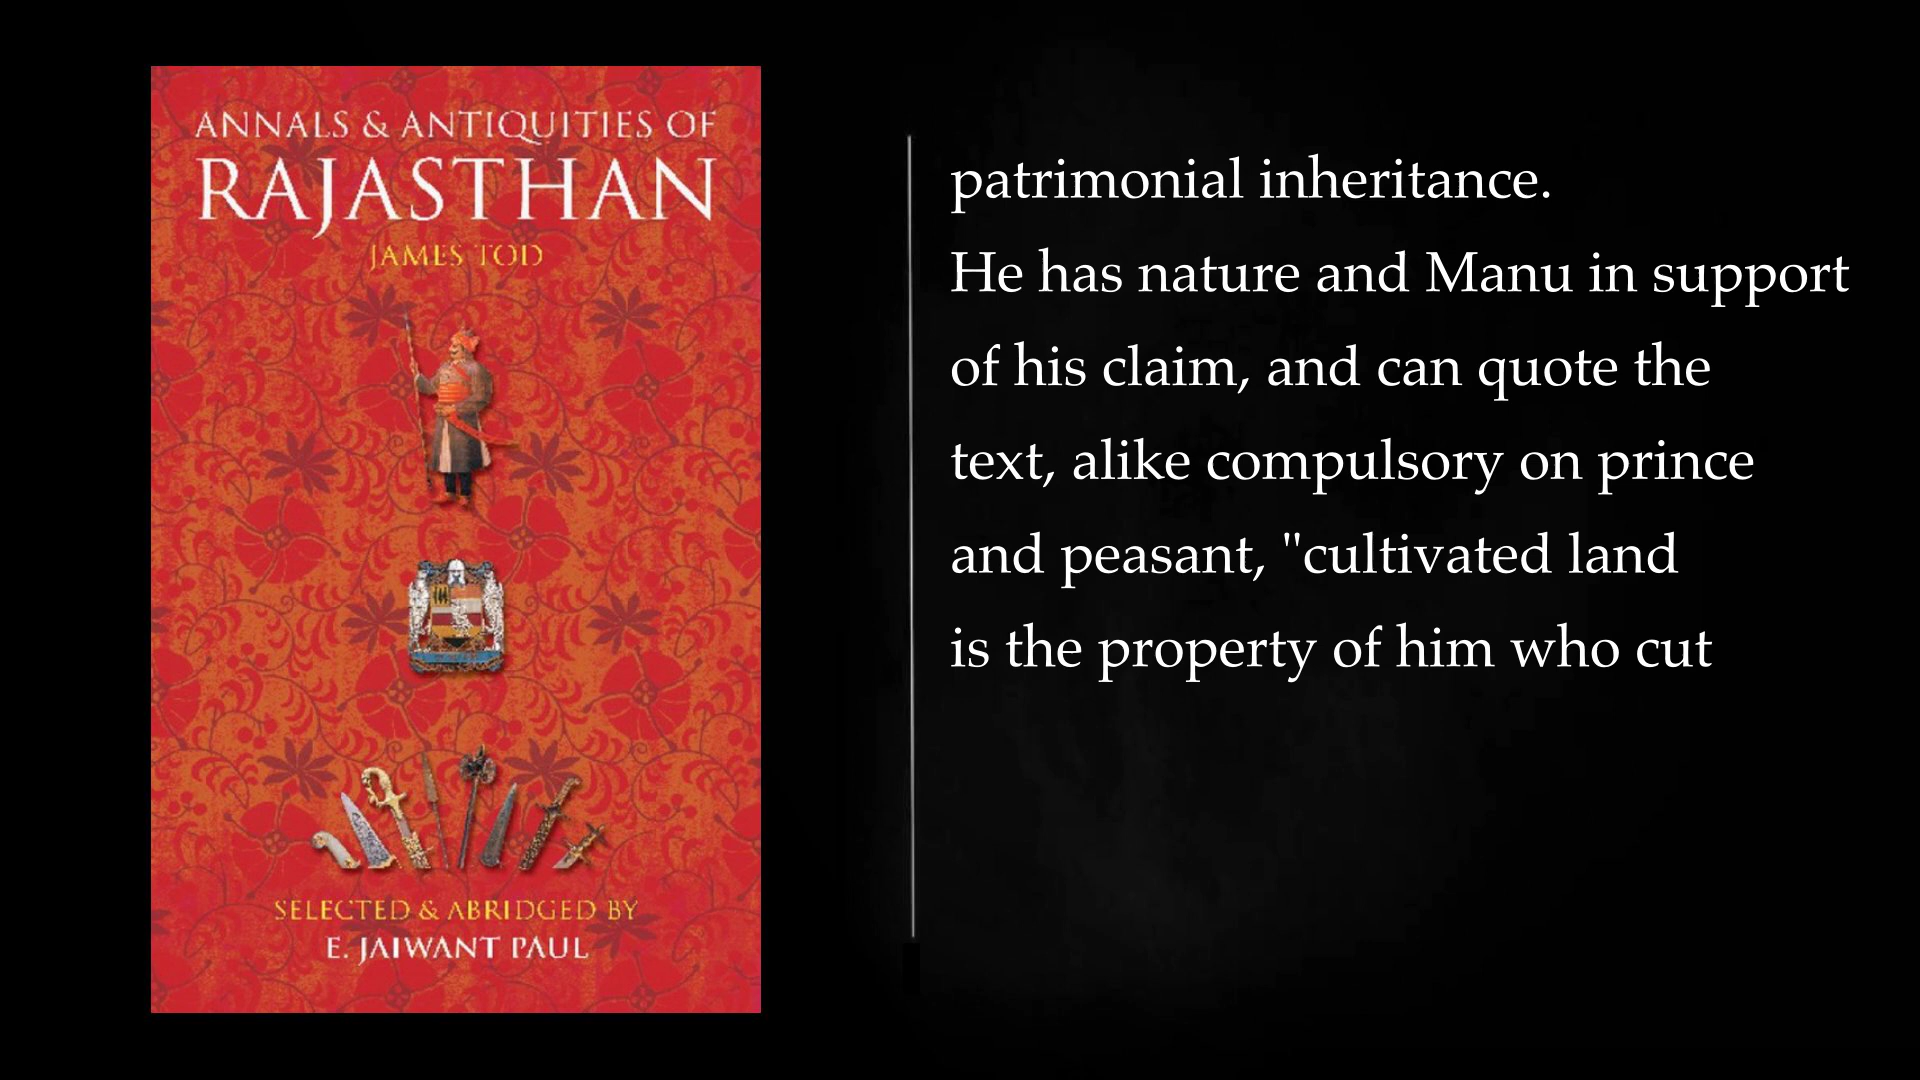 ANNALS & ANTIQUITIES OF
RAJASTHAN
JAMES TOD
SELECTED & ABRIDGED BY
E. JAIWANT PAUL
patrimonial inheritance.
He has nature and Manu in support
of his claim, and can quote the
text, alike compulsory on prince
and peasant, "cultivated land
is the property of him who cut